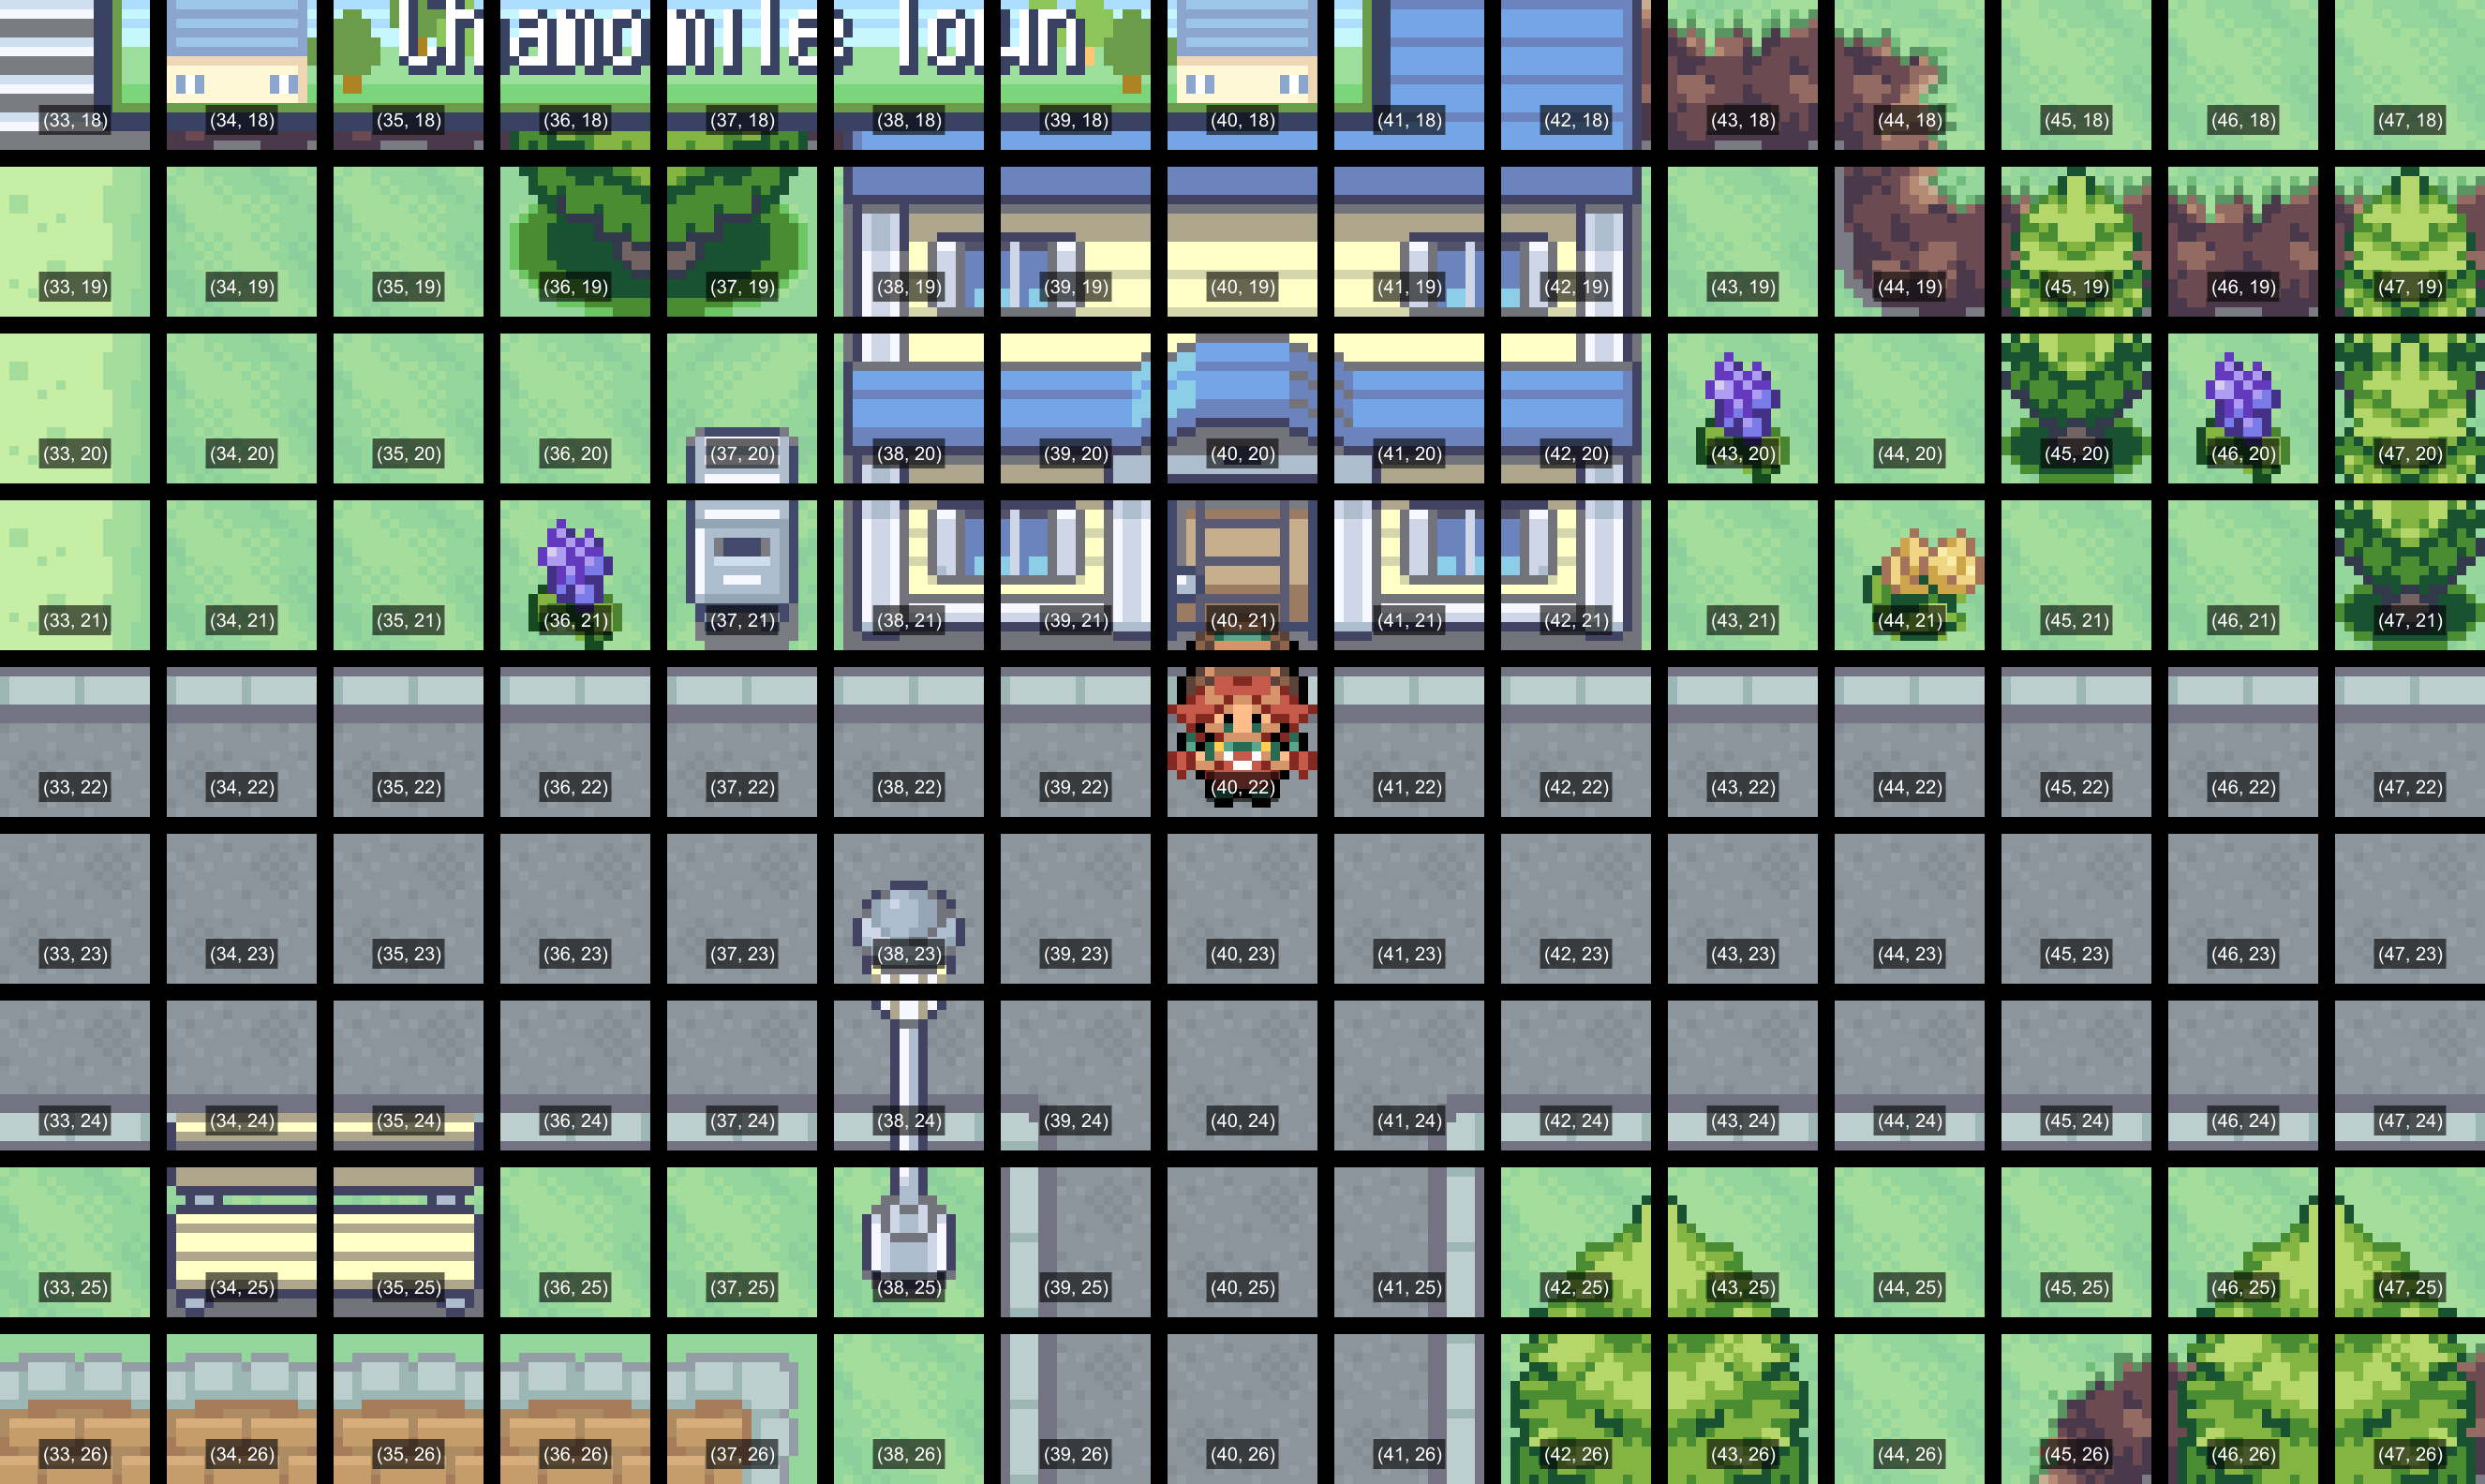 Chamomile Town
(33, 18) (34, 18) (35, 18) (36, 18) (37, 18) (38, 18) (39, 18) (40, 18) (41, 18) (42, 18) (43, 18) (44, 18) (45, 18) (46, 18) (47, 18)
(33, 19) (34, 19) (35, 19) (36, 19) (37, 19) (38, 19) (39, 19) (40, 19) (41, 19) (42, 19) (43, 19) (44, 19) (45, 19) (46, 19) (47, 19)
(33, 20) (34, 20) (35, 20) (36, 20) (37, 20) (38, 20) (39, 20) (40, 20) (41, 20) (42, 20) (43, 20) (44, 20) (45, 20) (46, 20) (47, 20)
(33, 21) (34, 21) (35, 21) (36, 21) (37, 21) (38, 21) (39, 21) (40, 21) (41, 21) (42, 21) (43, 21) (44, 21) (45, 21) (46, 21) (47, 21)
(33, 22) (34, 22) (35, 22) (36, 22) (37, 22) (38, 22) (39, 22) (40, 22) (41, 22) (42, 22) (43, 22) (44, 22) (45, 22) (46, 22) (47, 22)
(33, 23) (34, 23) (35, 23) (36, 23) (37, 23) (38, 23) (39, 23) (40, 23) (41, 23) (42, 23) (43, 23) (44, 23) (45, 23) (46, 23) (47, 23)
(33, 24) (34, 24) (35, 24) (36, 24) (37, 24) (38, 24) (39, 24) (40, 24) (41, 24) (42, 24) (43, 24) (44, 24) (45, 24) (46, 24) (47, 24)
(33, 25) (34, 25) (35, 25) (36, 25) (37, 25) (38, 25) (39, 25) (40, 25) (41, 25) (42, 25) (43, 25) (44, 25) (45, 25) (46, 25) (47, 25)
(33, 26) (34, 26) (35, 26) (36, 26) (37, 26) (38, 26) (39, 26) (40, 26) (41, 26) (42, 26) (43, 26) (44, 26) (45, 26) (46, 26) (47, 26)